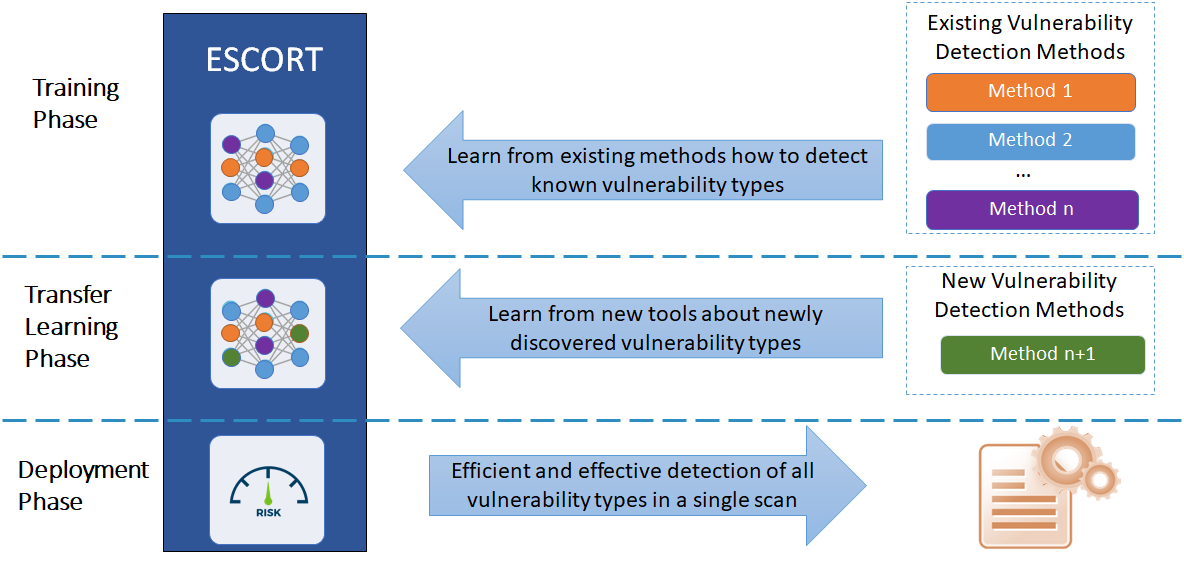 ESCORT
Training
Phase
Learn from existing methods how to detect
known vulnerability types
Existing Vulnerability
Detection Methods
Method 1
Method 2
...
Method n
Transfer
Learning
Phase
Learn from new tools about newly
discovered vulnerability types
New Vulnerability
Detection Methods
Method n+1
Deployment
Phase
RISK
Efficient and effective detection of all
vulnerability types in a single scan